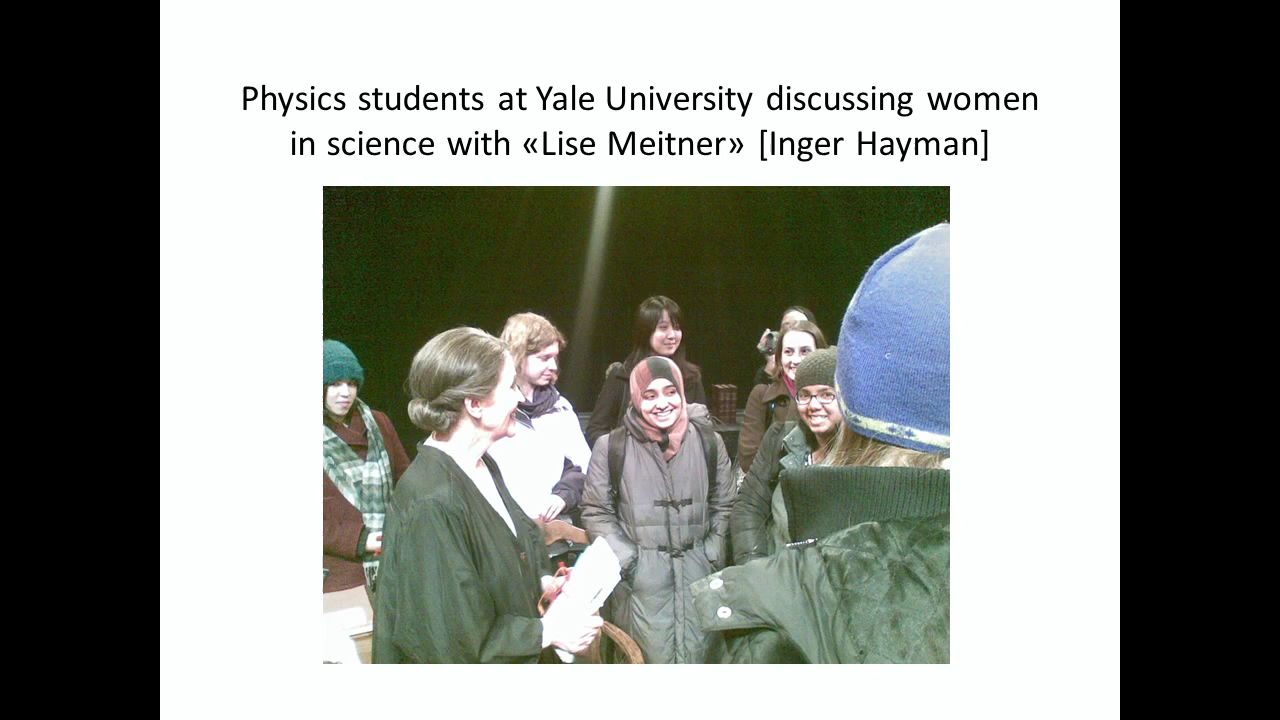 Physics students at Yale University discussing women
in science with «Lise Meitner» [Inger Hayman]